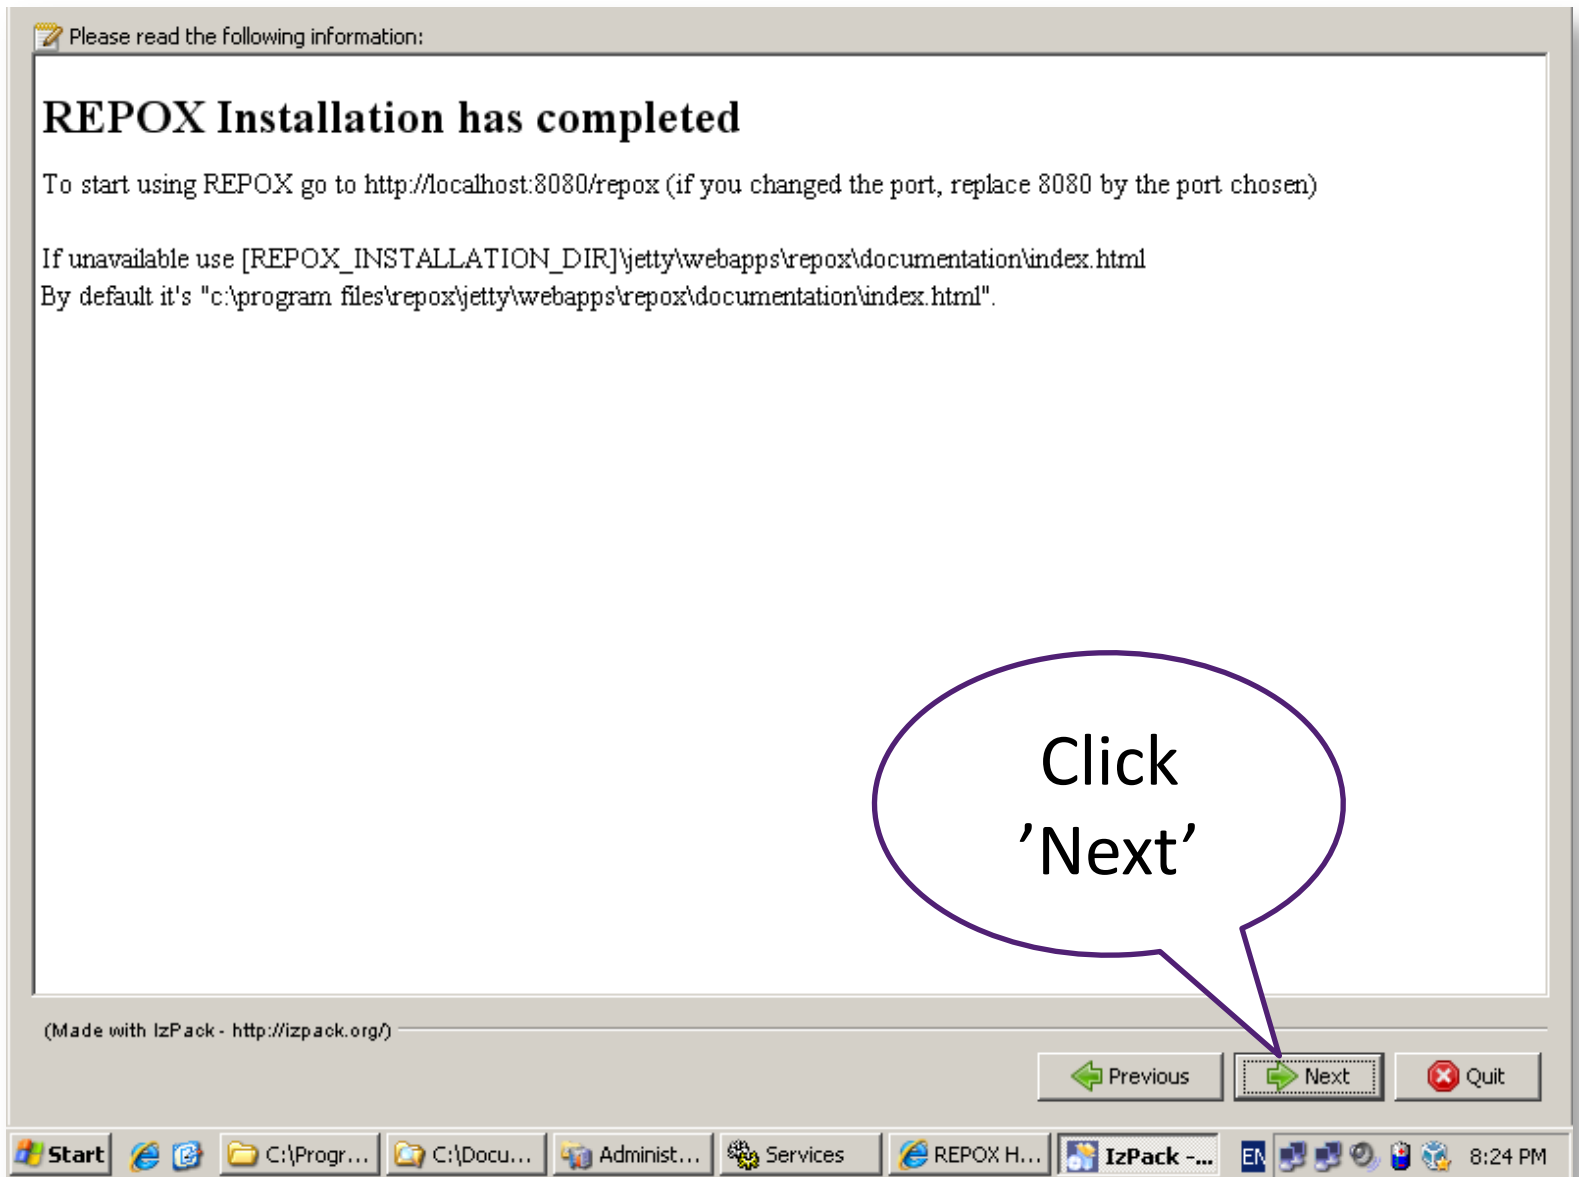 Please read the following information:
REPOX Installation has completed
To start using REPOX go to http://localhost:8080/repox (if you changed the port, replace 8080 by the port chosen)
If unavailable use [REPOX_INSTALLATION_DIR]\jetty\webapps\repox\documentation\index.html
By default it's "c:\program files\repox\jetty\webapps\repox\documentation\index.html".
Click
’Next’
(Made with IzPack - http://izpack.org/)
Previous Next Quit
Start C:\Progr... C:\Docu... Administ... Services REPOX H... IzPack -... EN 8:24 PM